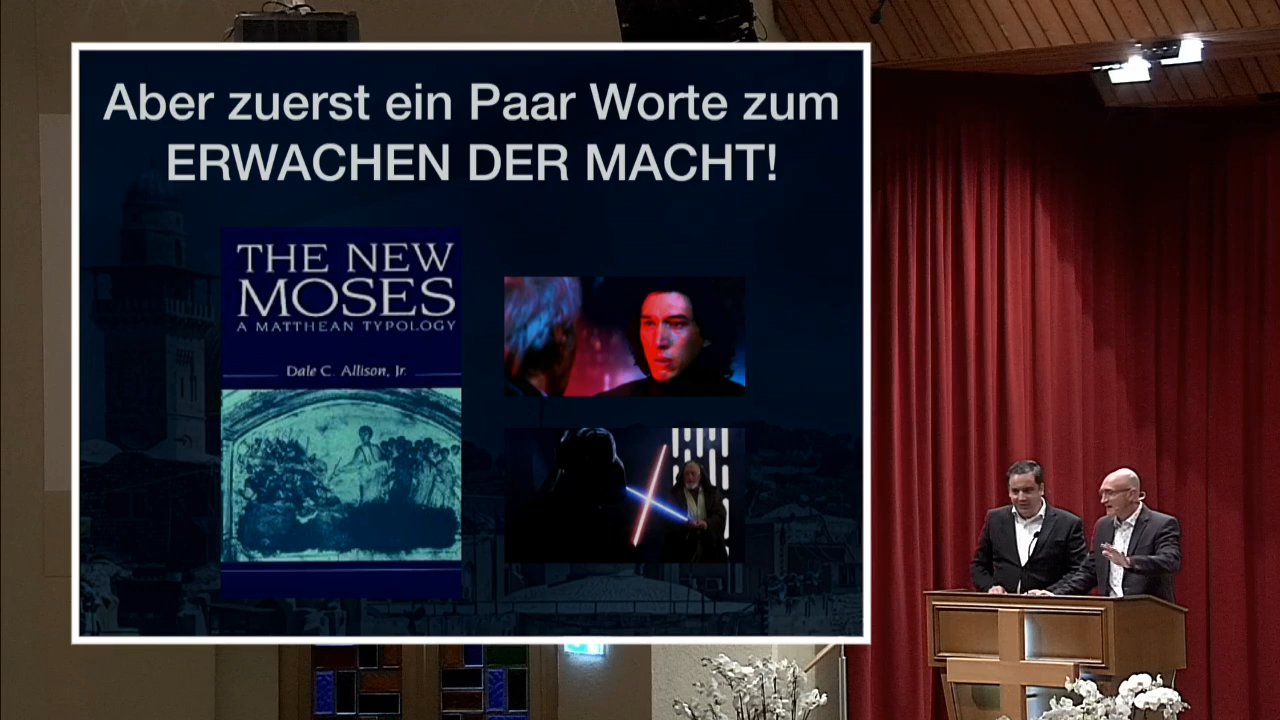 Aber zuerst ein Paar Worte zum
ERWACHEN DER MACHT!
THE NEW
MOSES
A MATTHEAN TYPOLOGY
Dale C. Allison, Jr.